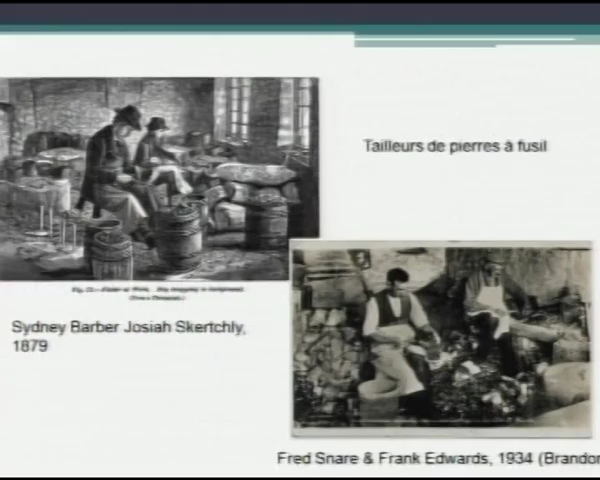 Tailleurs de pierres à fusil
Sydney Barber Josiah Skertchly,
1879
Fred Snare & Frank Edwards, 1934 (Brandon